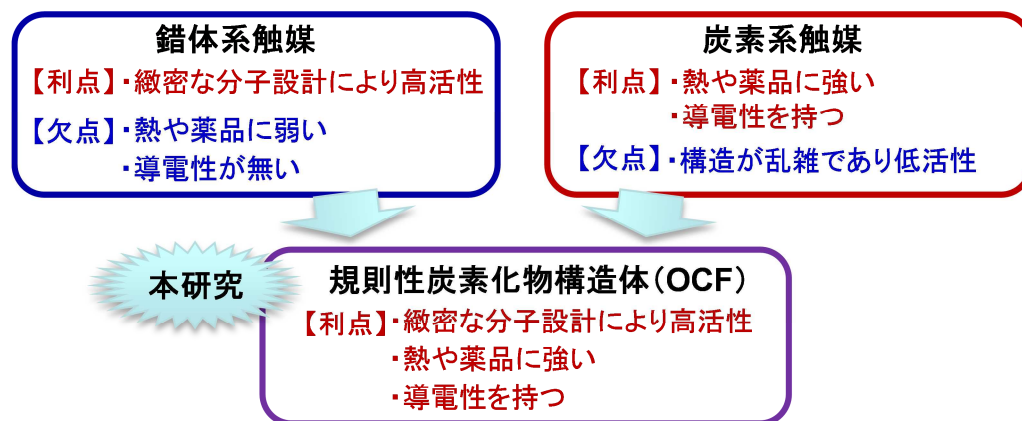 錯体系触媒
【利点】・緻密な分子設計により高活性
【欠点】・熱や薬品に弱い
・導電性が無い
炭素系触媒
【利点】・熱や薬品に強い
・導電性を持つ
【欠点】・構造が乱雑であり低活性
本研究
規則性炭素化物構造体(OCF)
【利点】・緻密な分子設計により高活性
・熱や薬品に強い
・導電性を持つ